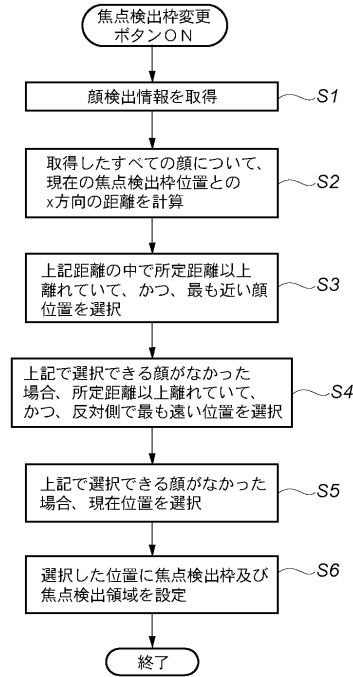 焦点検出枠変更
ボタンON
顔検出情報を取得
S1
取得したすべての顔について、
現在の焦点検出枠位置との
x方向の距離を計算
S2
上記距離の中で所定距離以上
離れていて、かつ、最も近い顔
位置を選択
S3
上記で選択できる顔がなかった
場合、所定距離以上離れていて、
かつ、反対側で最も遠い位置を選択
S4
上記で選択できる顔がなかった
場合、現在位置を選択
S5
選択した位置に焦点検出枠及び
焦点検出領域を設定
S6
終了